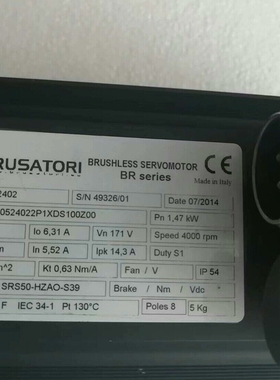 RUSATORI BRUSHLESS SERVOMOTOR CE
BR series Made in Italy
2402 S/N 49326/01 Date 07/2014
0524022P1XDS100Z00 Pn 1,47 kW
Io 6,31 A Vn 171 V Speed 4000 rpm
In 5,52 A Ipk 14,3 A Duty S1
m^2 Kt 0,63 Nm/A Fan / V IP 54
SRS50-HZAO-S39 Brake / Nm / Vdc
F IEC 34-1 Pt 130°C Poles 8 5 Kg